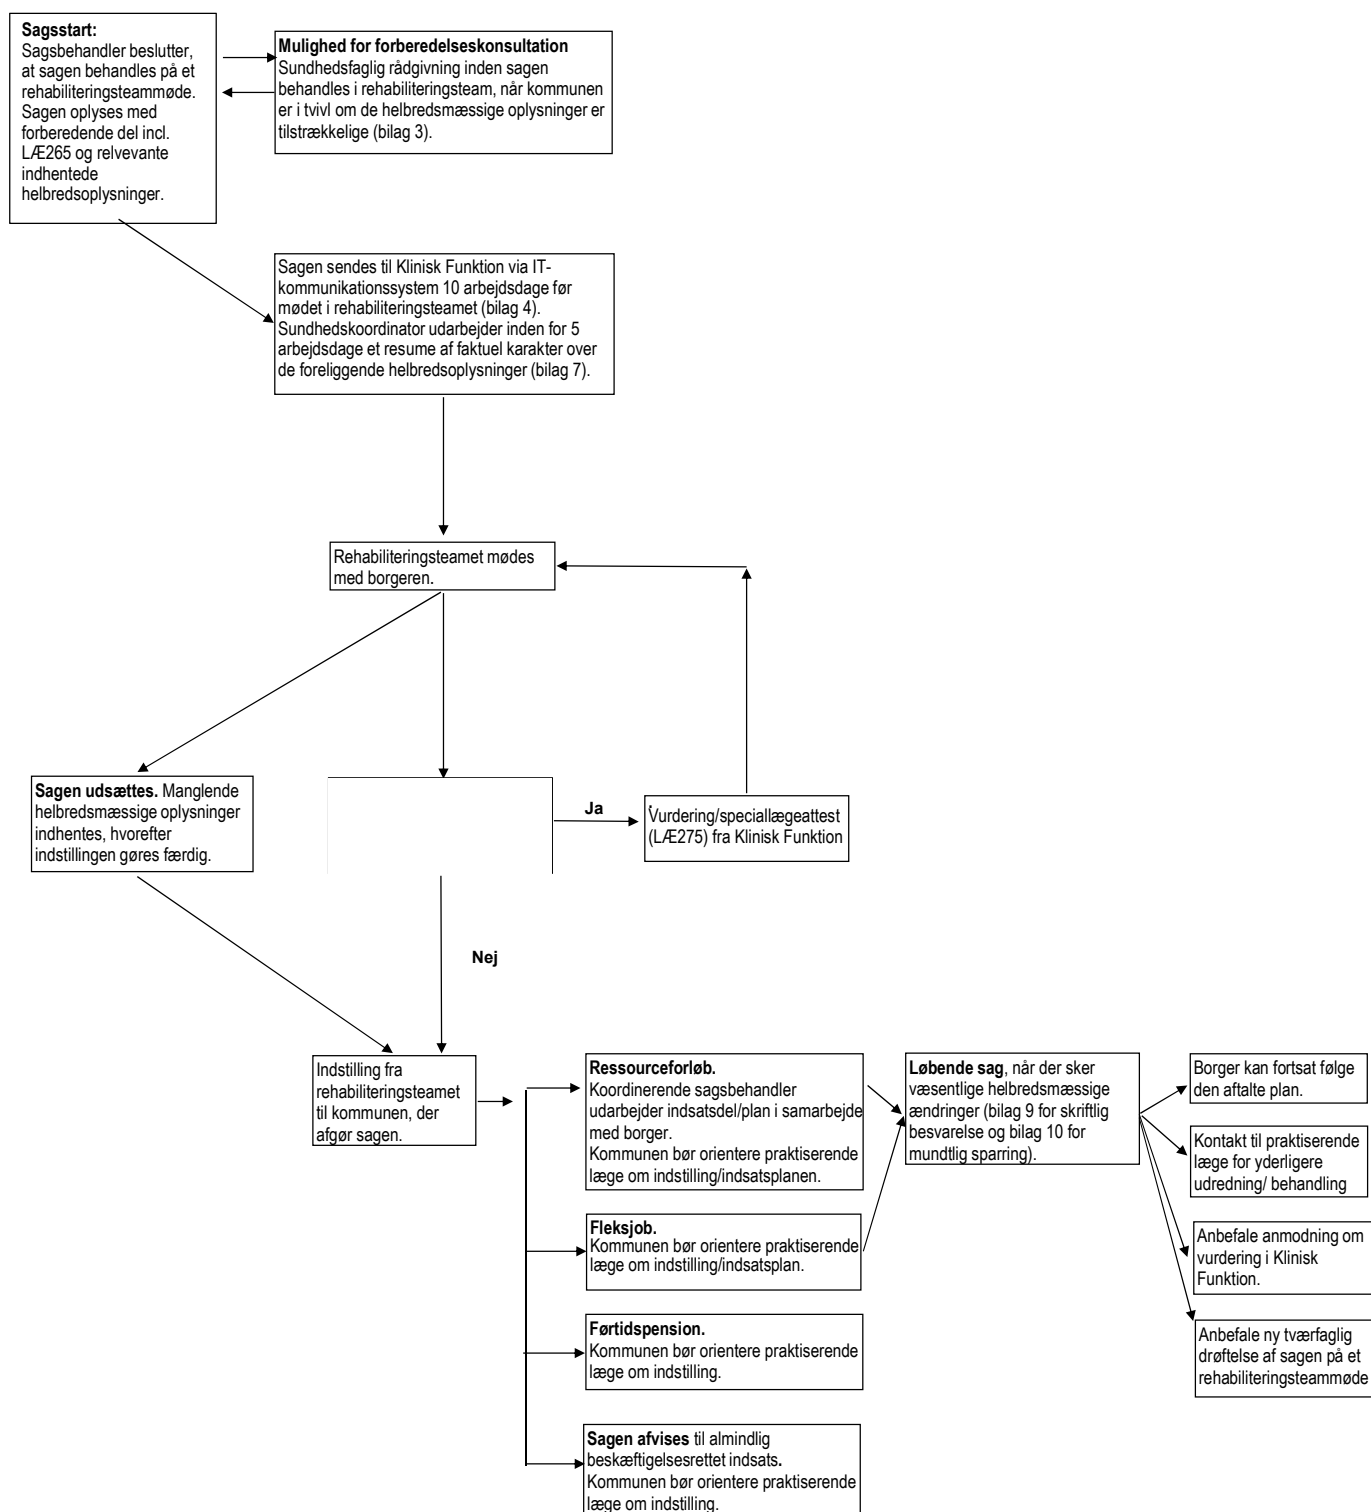 Sagsstart:
Sagsbehandler beslutter,
at sagen behandles på et
rehabiliteringsteammøde.
Sagen oplyses med
forberedende del incl.
LÆ265 og relvevante
indhentede
helbredsoplysninger.
Mulighed for forberedelseskonsultation
Sundhedsfaglig rådgivning inden sagen
behandles i rehabiliteringsteam, når kommunen
er i tvivl om de helbredsmæssige oplysninger er
tilstrækkelige (bilag 3).
Sagen sendes til Klinisk Funktion via IT-
kommunikationssystem 10 arbejdsdage før
mødet i rehabiliteringsteamet (bilag 4).
Sundhedskoordinator udarbejder inden for 5
arbejdsdage et resume af faktuel karakter over
de foreliggende helbredsoplysninger (bilag 7).
Rehabiliteringsteamet mødes
med borgeren.
Sagen udsættes. Manglende
helbredsmæssige oplysninger
indhentes, hvorefter
indstillingen gøres færdig.
Ja
Vurdering/speciallægeattest
(LÆ275) fra Klinisk Funktion
Nej
Indstilling fra
rehabiliteringsteamet
til kommunen, der
afgør sagen.
Ressourceforløb.
Koordinerende sagsbehandler
udarbejder indsatsdel/plan i samarbejde
med borger.
Kommunen bør orientere praktiserende
læge om indstilling/indsatsplanen.
Fleksjob.
Kommunen bør orientere praktiserende
læge om indstilling/indsatsplan.
Førtidspension.
Kommunen bør orientere praktiserende
læge om indstilling.
Sagen afvises til almindlig
beskæftigelsesrettet indsats.
Kommunen bør orientere praktiserende
læge om indstilling.
Løbende sag, når der sker
væsentlige helbredsmæssige
ændringer (bilag 9 for skriftlig
besvarelse og bilag 10 for
mundtlig sparring).
Borger kan fortsat følge
den aftalte plan.
Kontakt til praktiserende
læge for yderligere
udredning/ behandling
Anbefale anmodning om
vurdering i Klinisk
Funktion.
Anbefale ny tværfaglig
drøftelse af sagen på et
rehabiliteringsteammøde